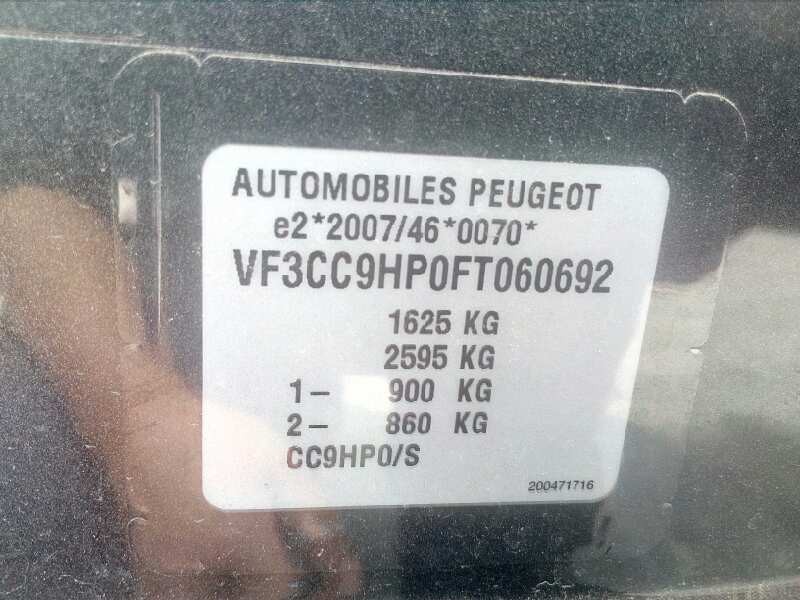 AUTOMOBILES PEUGEOT
e2*2007/46*0070*
VF3CC9HP0FT060692
1625 KG
2595 KG
1- 900 KG
2- 860 KG
CC9HP0/S
200471716